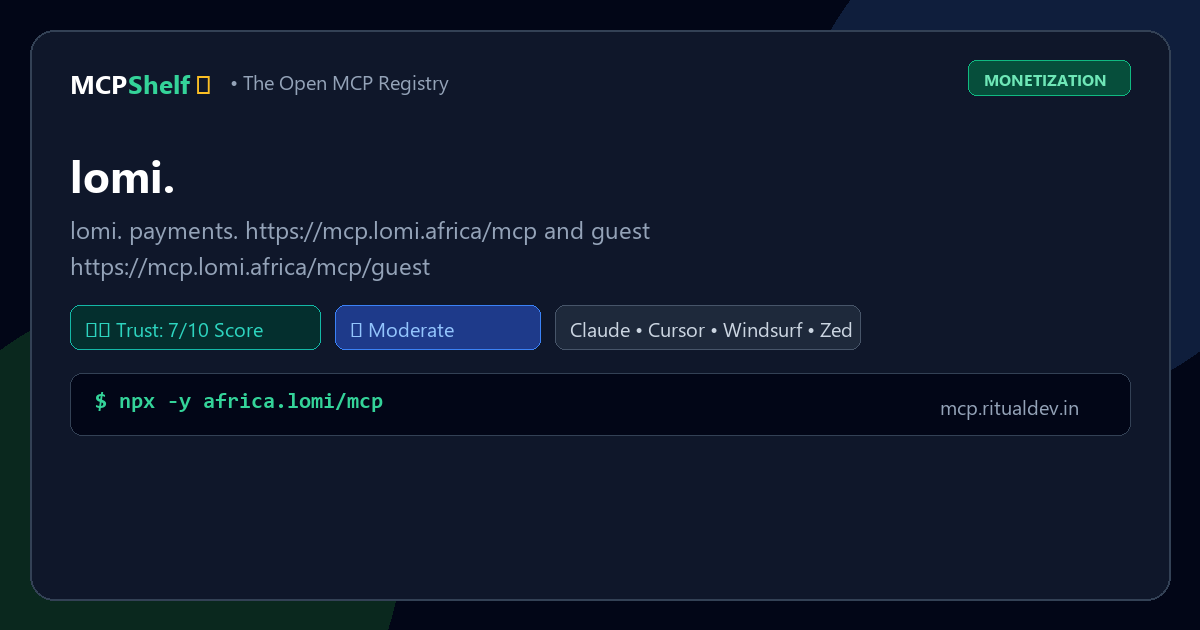 MCPShelf • The Open MCP Registry
MONETIZATION
lomi.
lomi. payments. https://mcp.lomi.africa/mcp and guest
https://mcp.lomi.africa/mcp/guest
Trust: 7/10 Score
Moderate
Claude • Cursor • Windsurf • Zed
$ npx -y africa.lomi/mcp
mcp.ritualdev.in